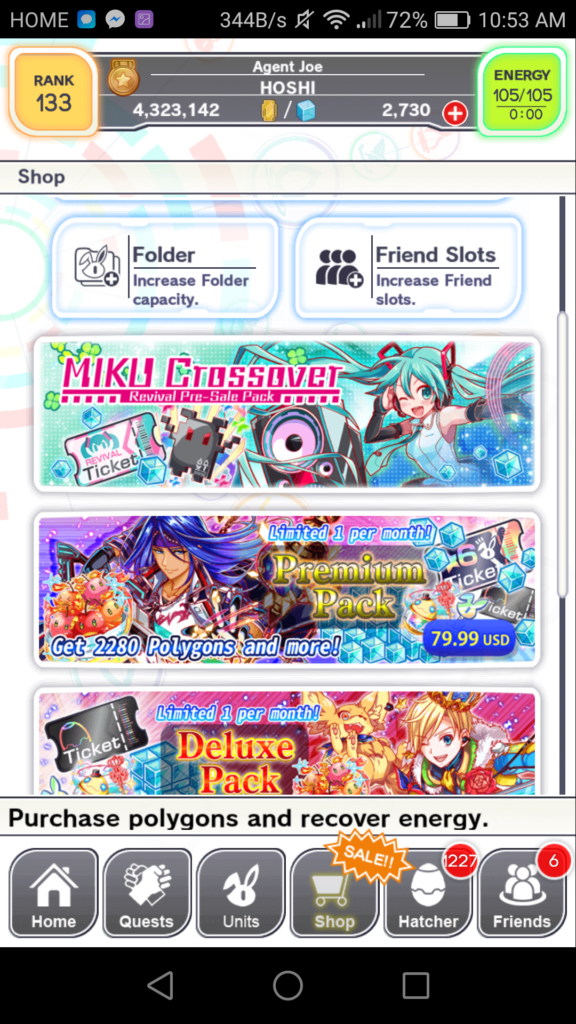 HOME 344B/s 72% 10:53 AM
RANK
133
Agent Joe
HOSHI
4,323,142 / 2,730
ENERGY
105/105
0:00
Shop
Folder
Increase Folder
capacity.
Friend Slots
Increase Friend
slots.
MIKU Crossover
Revival Pre-Sale Pack
REVIVAL
Ticket
Limited 1 per month!
Premium
Pack
x6
Ticket
Ticket
Get 2280 Polygons and more!
79.99 USD
Limited 1 per month!
Ticket
Deluxe
Pack
Purchase polygons and recover energy.
SALE!!
1227
6
Home
Quests
Units
Shop
Hatcher
Friends